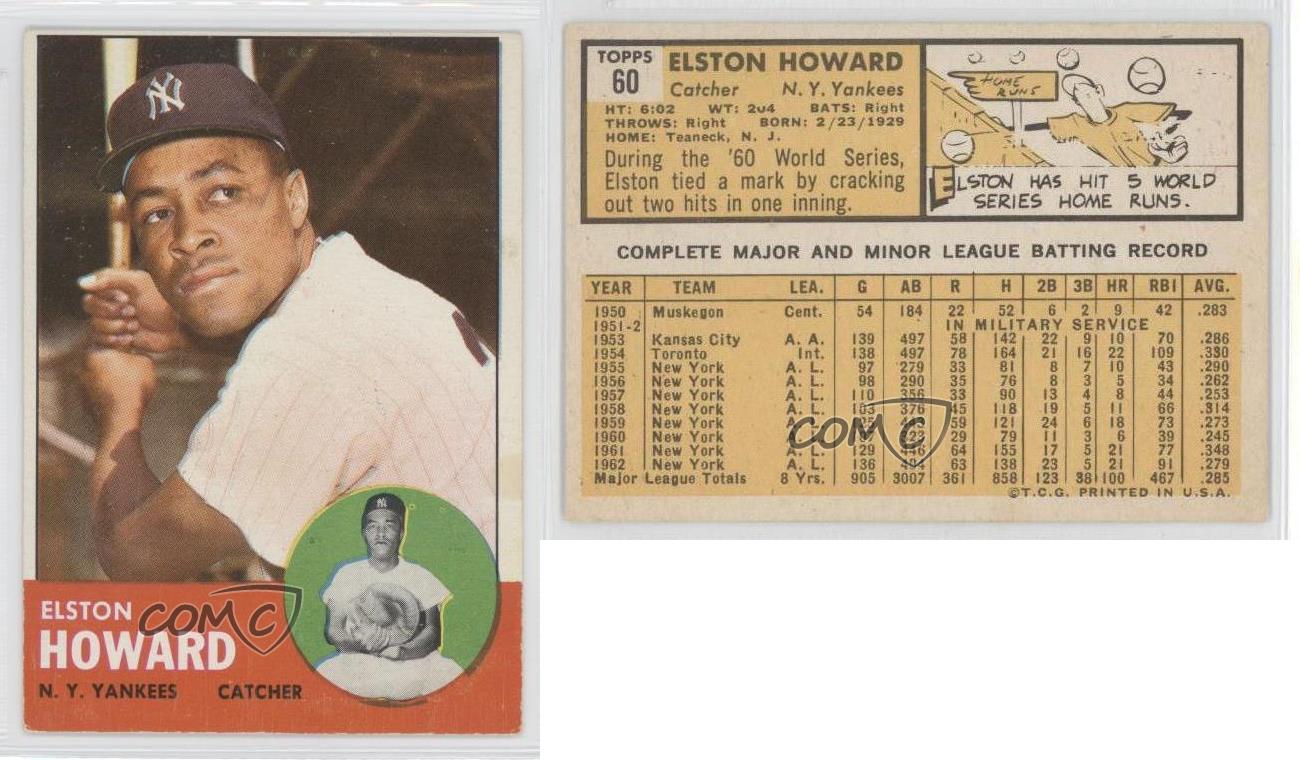 NY
ELSTON
HOWARD
N. Y. YANKEES CATCHER
COMC
TOPPS
60
ELSTON HOWARD
Catcher N. Y. Yankees
HT: 6:02 WT: 204 BATS: Right
THROWS: Right BORN: 2/23/1929
HOME: Teaneck, N. J.
During the '60 World Series,
Elston tied a mark by cracking
out two hits in one inning.
HOME
RUNS
ELSTON HAS HIT 5 WORLD
SERIES HOME RUNS.
COMPLETE MAJOR AND MINOR LEAGUE BATTING RECORD
YEAR TEAM LEA. G AB R H 2B 3B HR RBI AVG.
1950 Muskegon Cent. 54 184 22 52 6 2 9 42 .283
1951-2 IN MILITARY SERVICE
1953 Kansas City A. A. 139 497 58 142 22 9 10 70 .286
1954 Toronto Int. 138 497 78 164 21 16 22 109 .330
1955 New York A. L. 97 279 33 81 8 7 10 43 .290
1956 New York A. L. 98 290 35 76 8 3 5 34 .262
1957 New York A. L. 110 356 33 90 13 4 8 44 .253
1958 New York A. L. 103 376 45 118 19 5 11 66 .314
1959 New York A. L. 59 121 24 6 18 73 .273
1960 New York A. L. 323 29 79 11 3 6 39 .245
1961 New York A. L. 129 446 64 155 17 5 21 77 .348
1962 New York A. L. 136 494 63 138 23 5 21 91 .279
Major League Totals 8 Yrs. 905 3007 361 858 123 38 100 467 .285
©T.C.G. PRINTED IN U.S.A.
COMC